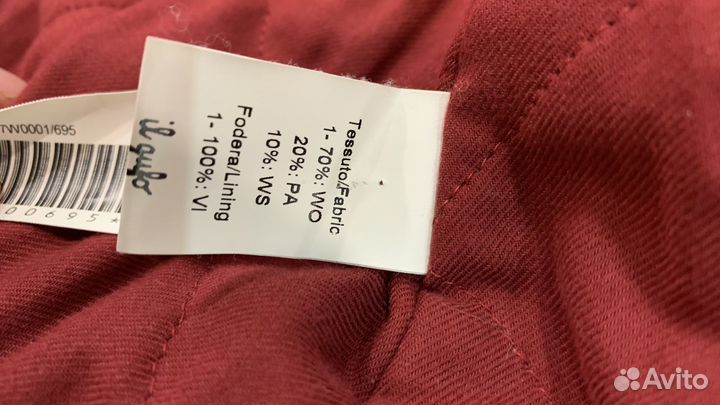 Tessuto/Fabric
1- 70%: WO
20%: PA
10%: WS
Fodera/Lining
1- 100%: VI
il gufo
TW0001/695
00695*
Avito